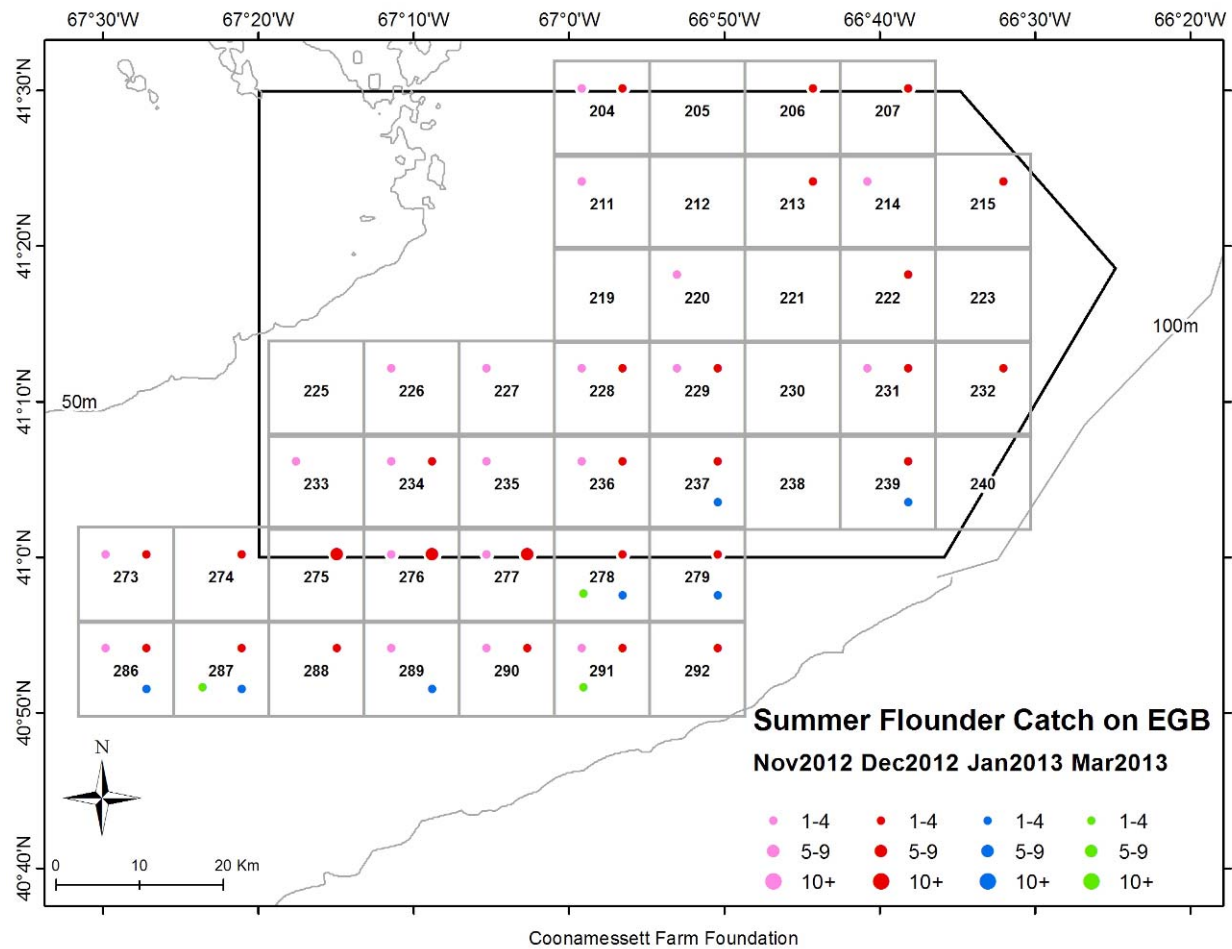 67°30'W 67°20'W 67°10'W 67°0'W 66°50'W 66°40'W 66°30'W 66°20'W
41°30'N
204 205 206 207
211 212 213 214 215
41°20'N
219 220 221 222 223
100m
41°10'N
50m
225 226 227 228 229 230 231 232
233 234 235 236 237 238 239 240
41°0'N
273 274 275 276 277 278 279
286 287 288 289 290 291 292
40°50'N
Summer Flounder Catch on EGB
Nov2012 Dec2012 Jan2013 Mar2013
N
1-4 1-4 1-4 1-4
5-9 5-9 5-9 5-9
10+ 10+ 10+ 10+
40°40'N
0 10 20 Km
Coonamessett Farm Foundation